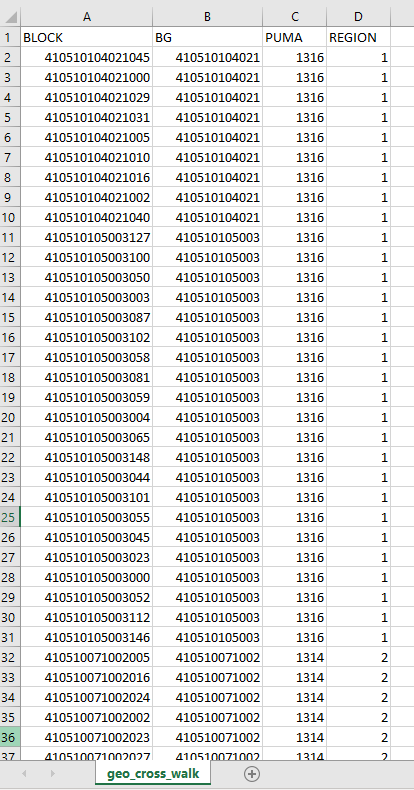 A B C D
1 BLOCK BG PUMA REGION
2 410510104021045 410510104021 1316 1
3 410510104021000 410510104021 1316 1
4 410510104021029 410510104021 1316 1
5 410510104021031 410510104021 1316 1
6 410510104021005 410510104021 1316 1
7 410510104021010 410510104021 1316 1
8 410510104021016 410510104021 1316 1
9 410510104021002 410510104021 1316 1
10 410510104021040 410510104021 1316 1
11 410510105003127 410510105003 1316 1
12 410510105003100 410510105003 1316 1
13 410510105003050 410510105003 1316 1
14 410510105003003 410510105003 1316 1
15 410510105003087 410510105003 1316 1
16 410510105003102 410510105003 1316 1
17 410510105003058 410510105003 1316 1
18 410510105003081 410510105003 1316 1
19 410510105003059 410510105003 1316 1
20 410510105003004 410510105003 1316 1
21 410510105003065 410510105003 1316 1
22 410510105003148 410510105003 1316 1
23 410510105003044 410510105003 1316 1
24 410510105003101 410510105003 1316 1
25 410510105003055 410510105003 1316 1
26 410510105003045 410510105003 1316 1
27 410510105003023 410510105003 1316 1
28 410510105003000 410510105003 1316 1
29 410510105003052 410510105003 1316 1
30 410510105003112 410510105003 1316 1
31 410510105003146 410510105003 1316 1
32 410510071002005 410510071002 1314 2
33 410510071002016 410510071002 1314 2
34 410510071002024 410510071002 1314 2
35 410510071002002 410510071002 1314 2
36 410510071002023 410510071002 1314 2
37 410510071002027 410510071002 1314 2
geo_cross_walk